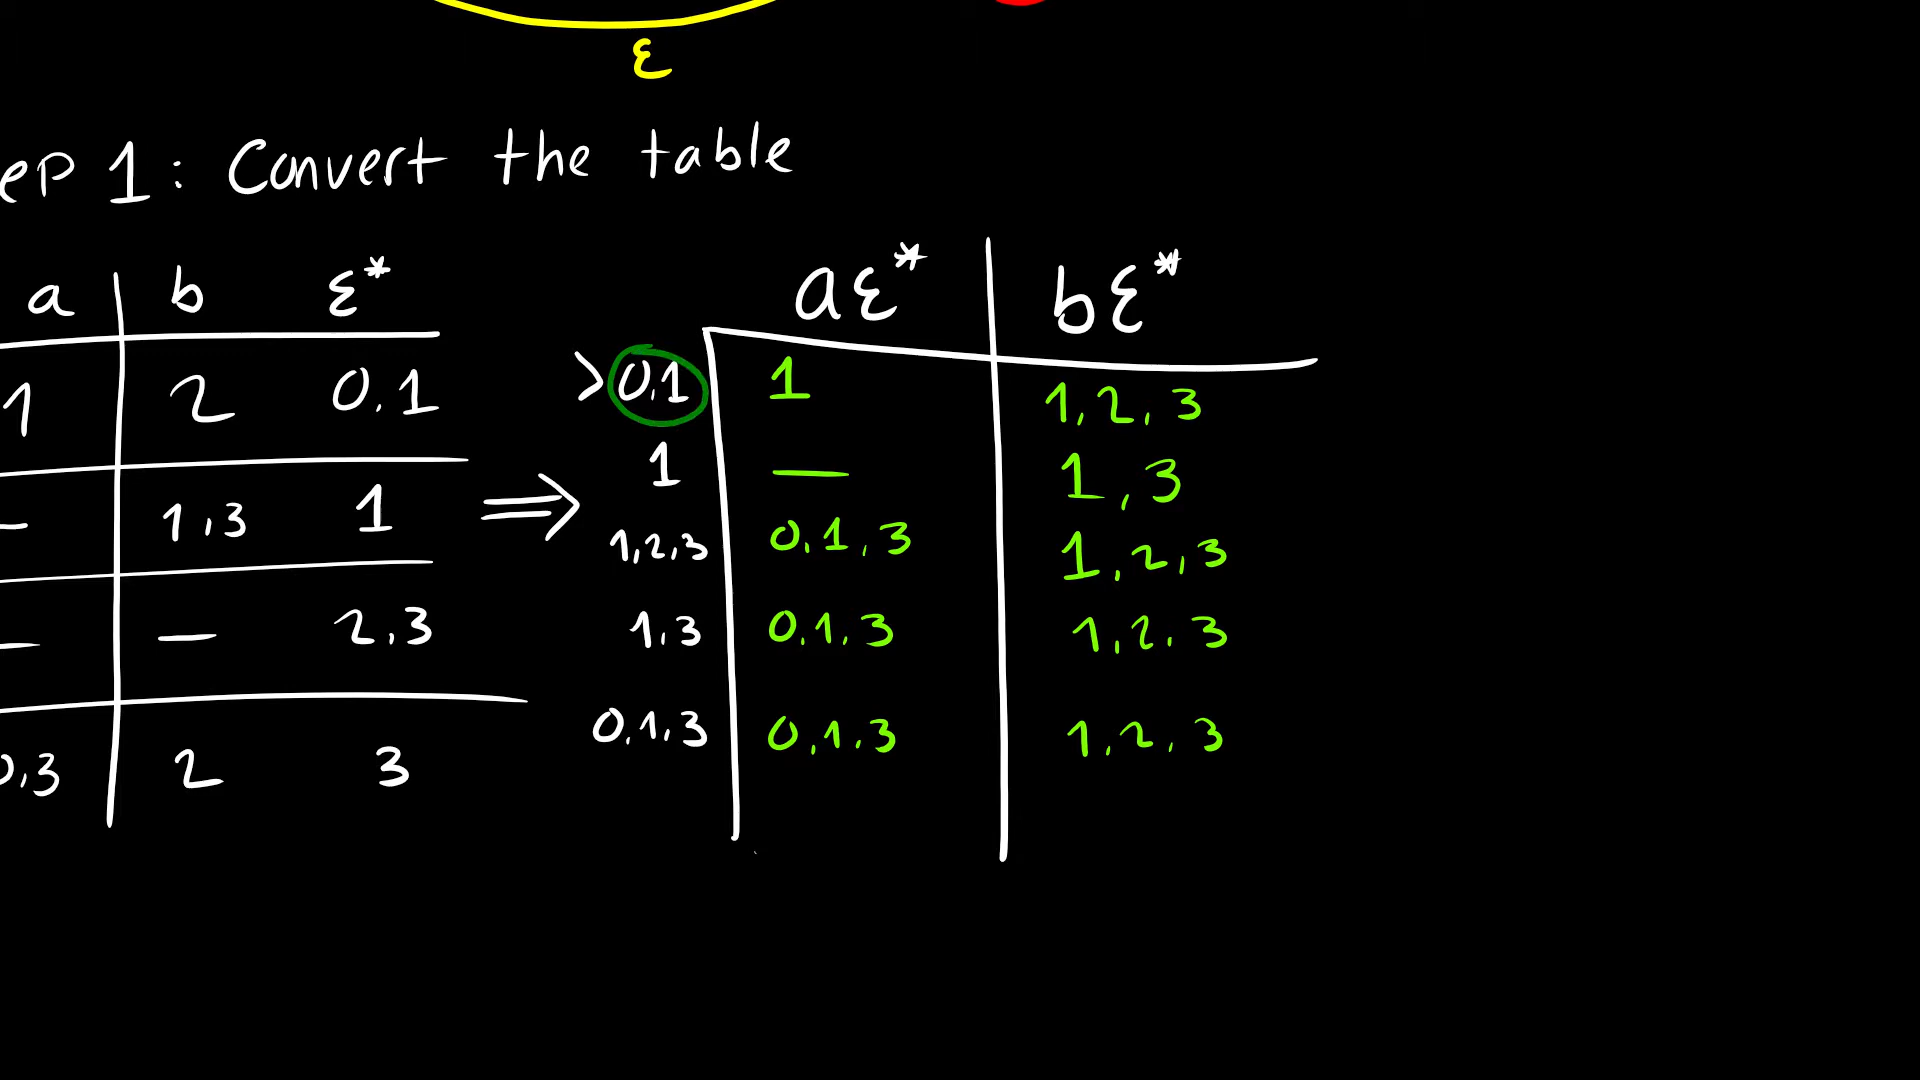 ε
ep 1: Convert the table
a b ε* aε* bε*
1 2 0,1 >0,1 1 1,2,3
— 1,3 1 ⇒ 1 — 1,3
1,2,3 0,1,3 1,2,3
— — 2,3 1,3 0,1,3 1,2,3
0,3 2 3 0,1,3 0,1,3 1,2,3